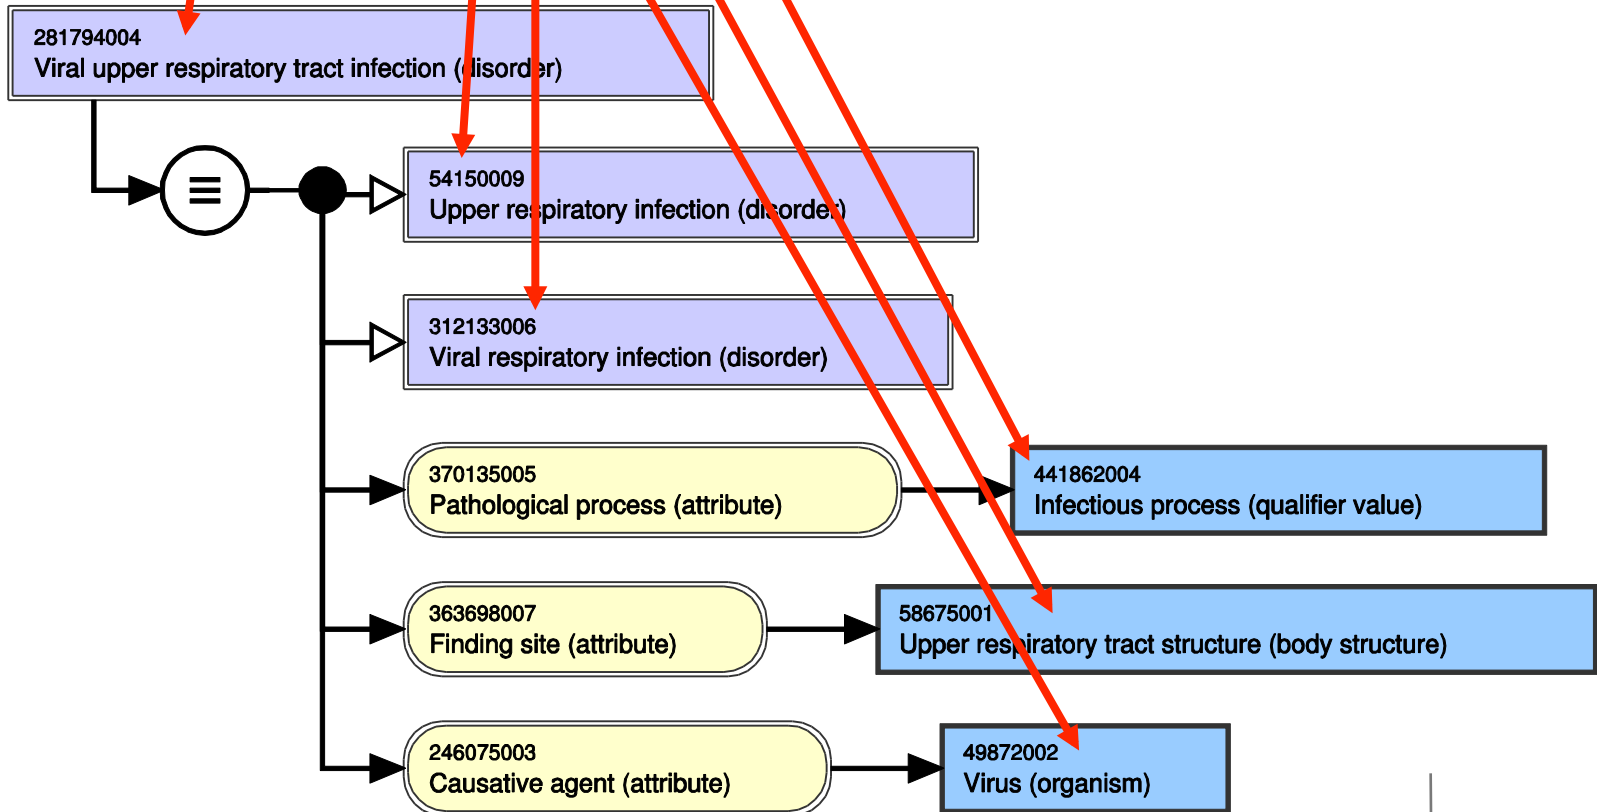 281794004
Viral upper respiratory tract infection (disorder)
54150009
Upper respiratory infection (disorder)
312133006
Viral respiratory infection (disorder)
370135005
Pathological process (attribute)
441862004
Infectious process (qualifier value)
363698007
Finding site (attribute)
58675001
Upper respiratory tract structure (body structure)
246075003
Causative agent (attribute)
49872002
Virus (organism)